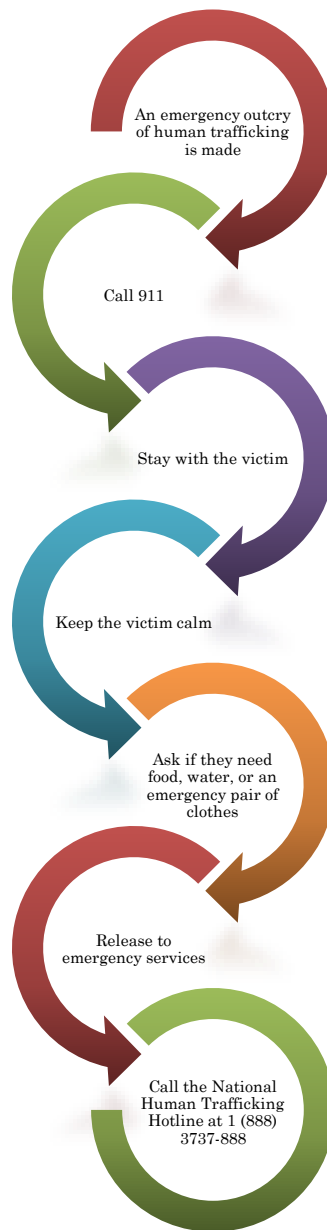 An emergency outcry
of human trafficking
is made
Call 911
Stay with the victim
Keep the victim calm
Ask if they need
food, water, or an
emergency pair of
clothes
Release to
emergency services
Call the National
Human Trafficking
Hotline at 1 (888)
3737-888